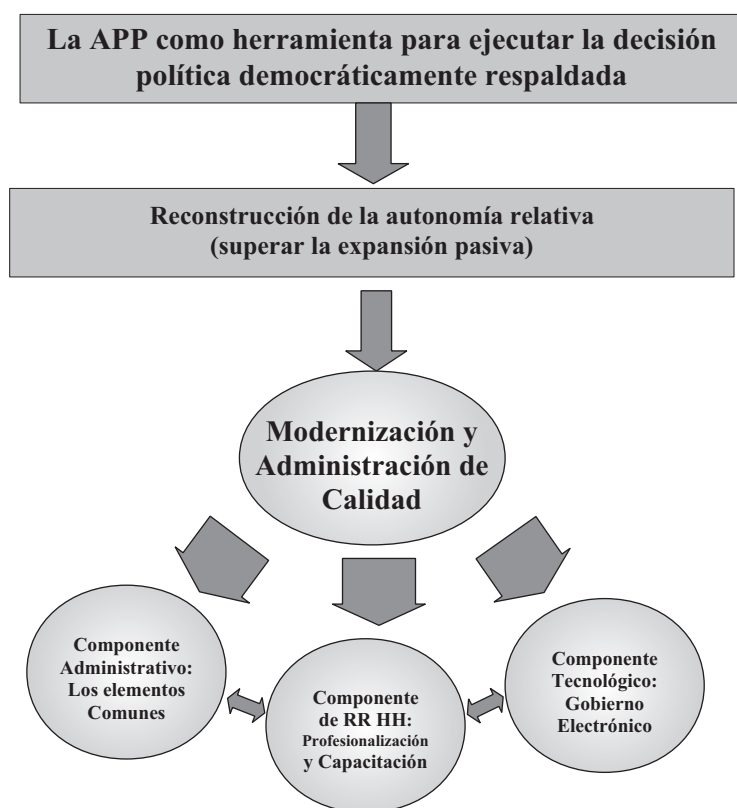 La APP como herramienta para ejecutar la decisión
política democráticamente respaldada
Reconstrucción de la autonomía relativa
(superar la expansión pasiva)
Modernización y
Administración de
Calidad
Componente
Administrativo:
Los elementos
Comunes
Componente
de RR HH:
Profesionalización
y Capacitación
Componente
Tecnológico:
Gobierno
Electrónico